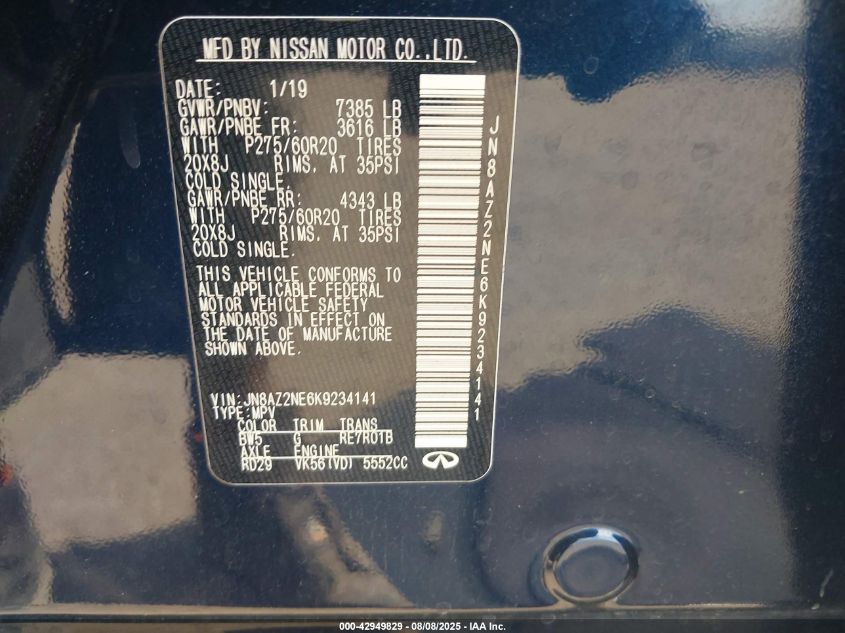 MFD BY NISSAN MOTOR CO.,LTD.
DATE: 1/19
GVWR/PNBV: 7385 LB
GAWR/PNBE FR: 3616 LB
WITH P275/60R20 TIRES
20X8J RIMS, AT 35PSI
COLD SINGLE.
GAWR/PNBE RR: 4343 LB
WITH P275/60R20 TIRES
20X8J RIMS, AT 35PSI
COLD SINGLE.
THIS VEHICLE CONFORMS TO
ALL APPLICABLE FEDERAL
MOTOR VEHICLE SAFETY
STANDARDS IN EFFECT ON
THE DATE OF MANUFACTURE
SHOWN ABOVE.
VIN:JN8AZ2NE6K9234141
TYPE:MPV
COLOR TRIM TRANS
BW5 G RE7R01B
AXLE ENGINE
RD29 VK56(VD) 5552CC
JN8AZ2NE6K9234141
000-42949829 - 08/08/2025 - IAA Inc.